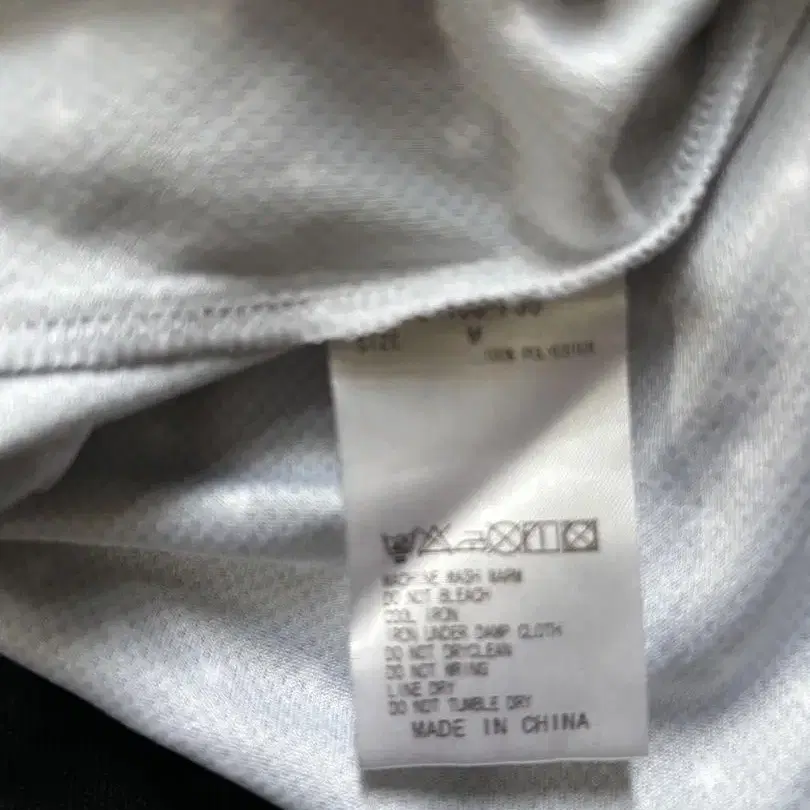 SIZE M 100% POLYESTER
MACHINE WASH WARM
DO NOT BLEACH
COOL IRON
IRON UNDER DAMP CLOTH
DO NOT DRYCLEAN
DO NOT WRING
LINE DRY
DO NOT TUMBLE DRY
MADE IN CHINA